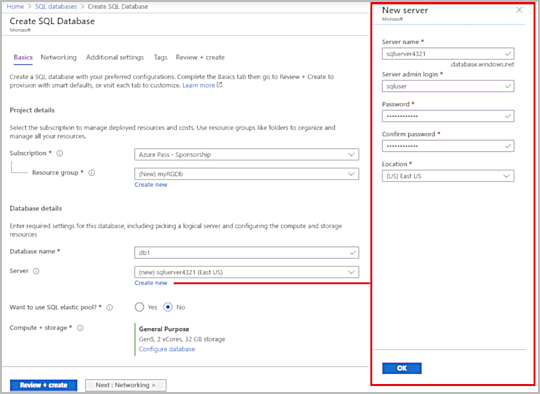 Home > SQL databases > Create SQL Database
Create SQL Database
Microsoft
Basics Networking Additional settings Tags Review + create
Create a SQL database with your preferred configurations. Complete the Basics tab then go to Review + Create to
provision with smart defaults, or visit each tab to customize. Learn more
Project details
Select the subscription to manage deployed resources and costs. Use resource groups like folders to organize and
manage all your resources.
Subscription *
Azure Pass - Sponsorship
Resource group *
(New) myRGDb
Create new
Database details
Enter required settings for this database, including picking a logical server and configuring the compute and storage
resources
Database name *
db1
Server
(new) sqlserver4321 (East US)
Create new
Want to use SQL elastic pool? *
Yes No
Compute + storage *
General Purpose
Gen5, 2 vCores, 32 GB storage
Configure database
Review + create
Next : Networking >
New server
Microsoft
Server name *
sqlserver4321
.database.windows.net
Server admin login *
sqluser
Password *
••••••••••••
Confirm password *
••••••••••••
Location *
(US) East US
OK